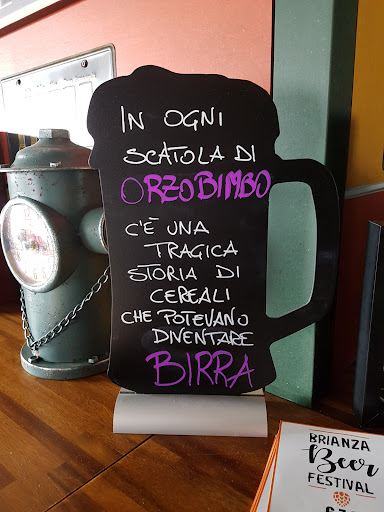 IN OGNI
SCATOLA DI
ORZOBIMBO
C'È UNA
TRAGICA
STORIA DI
CEREALI
CHE POTEVANO
DIVENTARE
BIRRA
BRIANZA
Beer
FESTIVAL